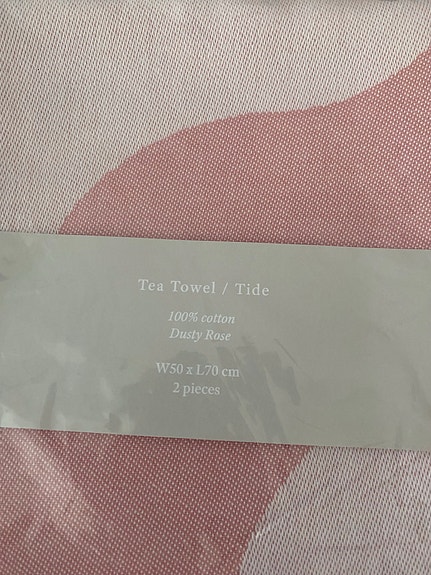 Tea Towel / Tide
100% cotton
Dusty Rose
W50 x L70 cm
2 pieces